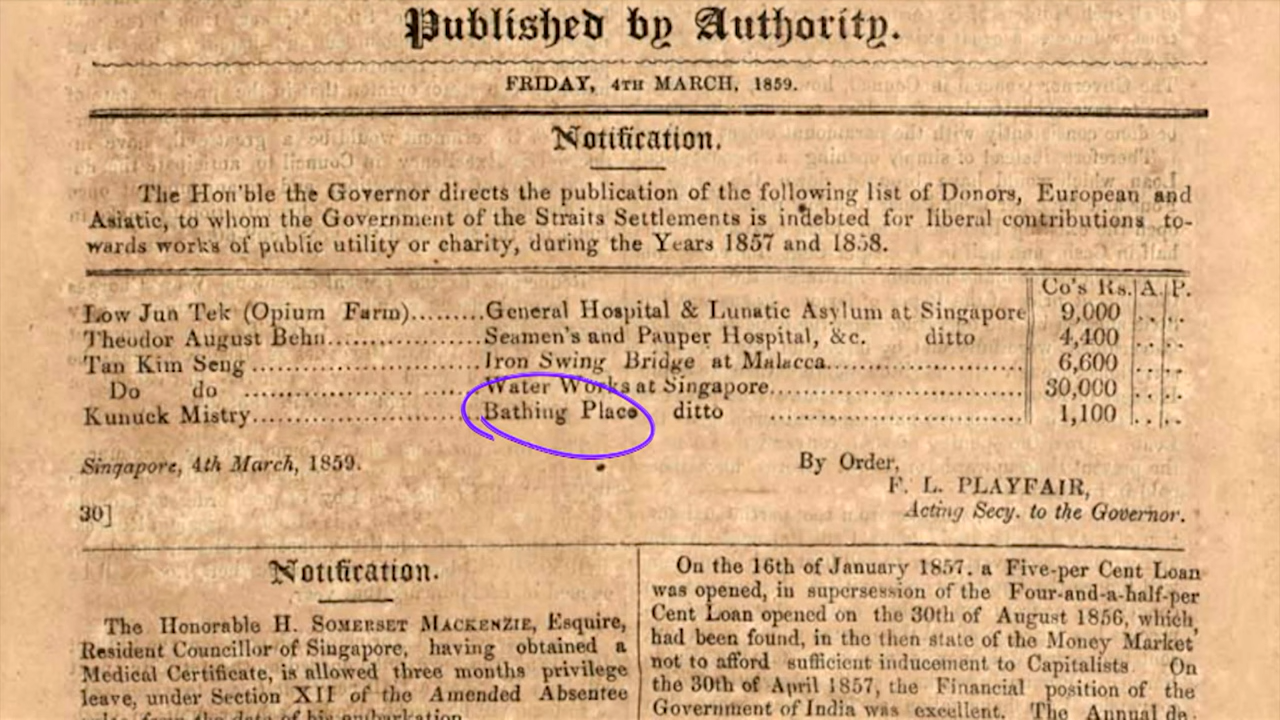 Published by Authority.
FRIDAY, 4TH MARCH, 1859.
Notification.
The Hon'ble the Governor directs the publication of the following list of Donors, European and
Asiatic, to whom the Government of the Straits Settlements is indebted for liberal contributions to-
wards works of public utility or charity, during the Years 1857 and 1858.
Co's Rs. A. P.
Low Jun Tek (Opium Farm).........General Hospital & Lunatic Asylum at Singapore 9,000 .. ..
Theodor August Behn...............Seamen's and Pauper Hospital, &c. ditto 4,400 .. ..
Tan Kim Seng ........................Iron Swing Bridge at Malacca........................ 6,600 .. ..
Do do ........................Water Works at Singapore........................ 30,000 .. ..
Kunuck Mistry........................Bathing Place ditto ........................ 1,100 .. ..
Singapore, 4th March, 1859.
By Order,
F. L. PLAYFAIR,
Acting Secy. to the Governor.
30]
Notification.
The Honorable H. SOMERSET MACKENZIE, Esquire,
Resident Councillor of Singapore, having obtained a
Medical Certificate, is allowed three months privilege
leave, under Section XII of the Amended Absentee
from the date of his embarkation
On the 16th of January 1857, a Five-per Cent Loan
was opened, in supersession of the Four-and-a-half-per
Cent Loan opened on the 30th of August 1856, which
had been found, in the then state of the Money Market
not to afford sufficient inducement to Capitalists On
the 30th of April 1857, the Financial position of the
Government of India was excellent. The Annual de-